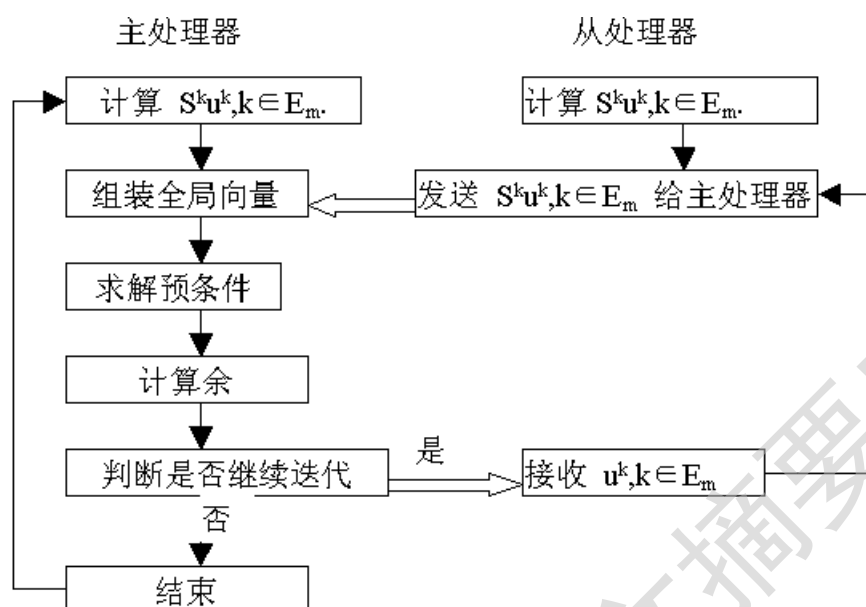 主处理器
从处理器
计算 Sᵏuᵏ,k∈Eₘ.
计算 Sᵏuᵏ,k∈Eₘ.
组装全局向量
发送 Sᵏuᵏ,k∈Eₘ 给主处理器
求解预条件
计算余
判断是否继续迭代
是
接收 uᵏ,k∈Eₘ
否
结束
摘要